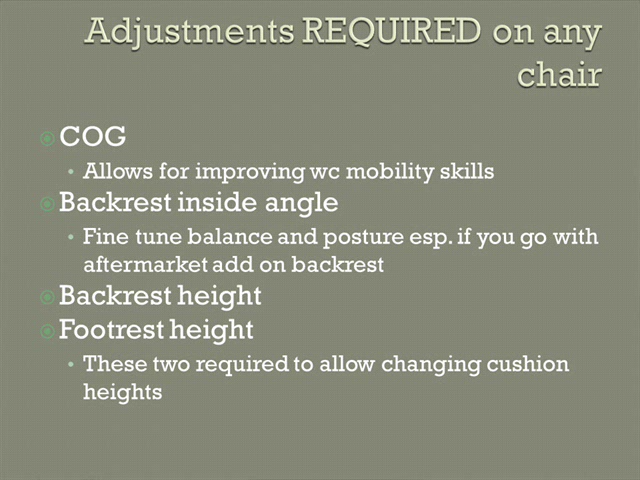 Adjustments REQUIRED on any
chair
COG
• Allows for improving wc mobility skills
Backrest inside angle
• Fine tune balance and posture esp. if you go with
aftermarket add on backrest
Backrest height
Footrest height
• These two required to allow changing cushion
heights